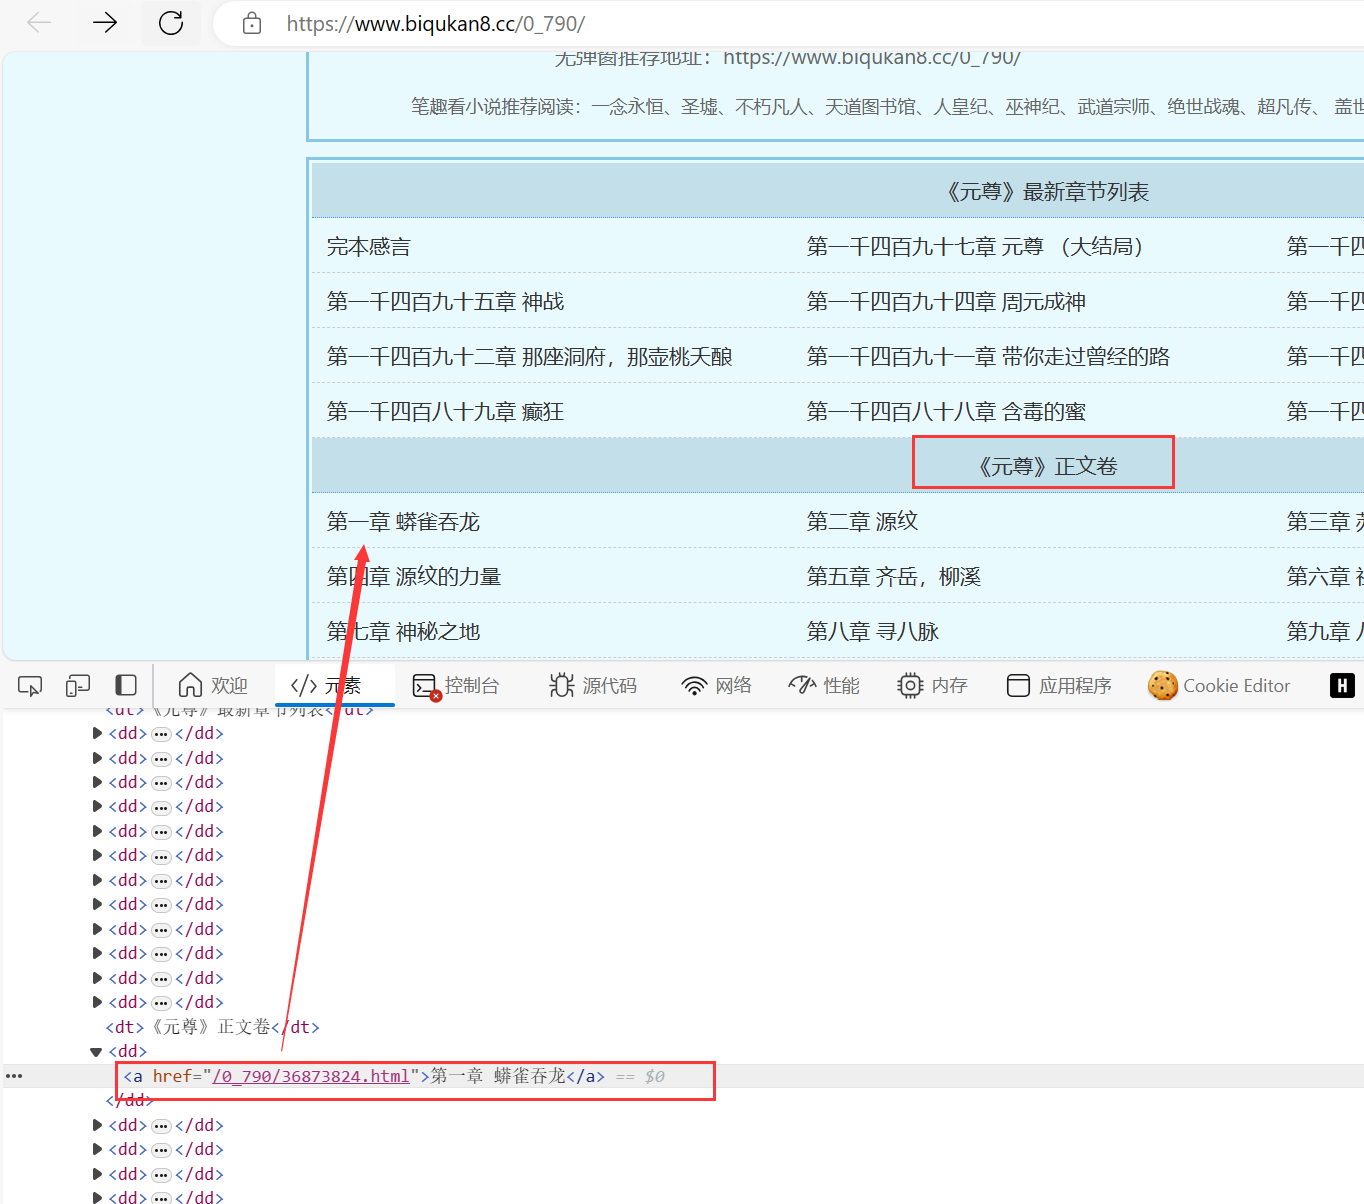 https://www.biqukan8.cc/0_790/
无弹窗推荐地址：https://www.biqukan8.cc/0_790/
笔趣看小说推荐阅读：一念永恒、圣墟、不朽凡人、天道图书馆、人皇纪、巫神纪、武道宗师、绝世战魂、超凡传、盖世
《元尊》最新章节列表
完本感言 第一千四百九十七章 元尊 （大结局） 第一千四
第一千四百九十五章 神战 第一千四百九十四章 周元成神 第一千四
第一千四百九十二章 那座洞府，那壶桃夭酿 第一千四百九十一章 带你走过曾经的路 第一千四
第一千四百八十九章 癫狂 第一千四百八十八章 含毒的蜜 第一千四
《元尊》正文卷
第一章 蟒雀吞龙 第二章 源纹 第三章
第四章 源纹的力量 第五章 齐岳，柳溪 第六章
第七章 神秘之地 第八章 寻八脉 第九章
欢迎 </> 元素 控制台 源代码 网络 性能 内存 应用程序 Cookie Editor H
<dt>《元尊》最新章节列表</dt>
<dd>…</dd>
<dd>…</dd>
<dd>…</dd>
<dd>…</dd>
<dd>…</dd>
<dd>…</dd>
<dd>…</dd>
<dd>…</dd>
<dd>…</dd>
<dd>…</dd>
<dd>…</dd>
<dd>…</dd>
<dt>《元尊》正文卷</dt>
<dd>
<a href="/0_790/36873824.html">第一章 蟒雀吞龙</a> == $0
</dd>
<dd>…</dd>
<dd>…</dd>
<dd>…</dd>
<dd>…</dd>